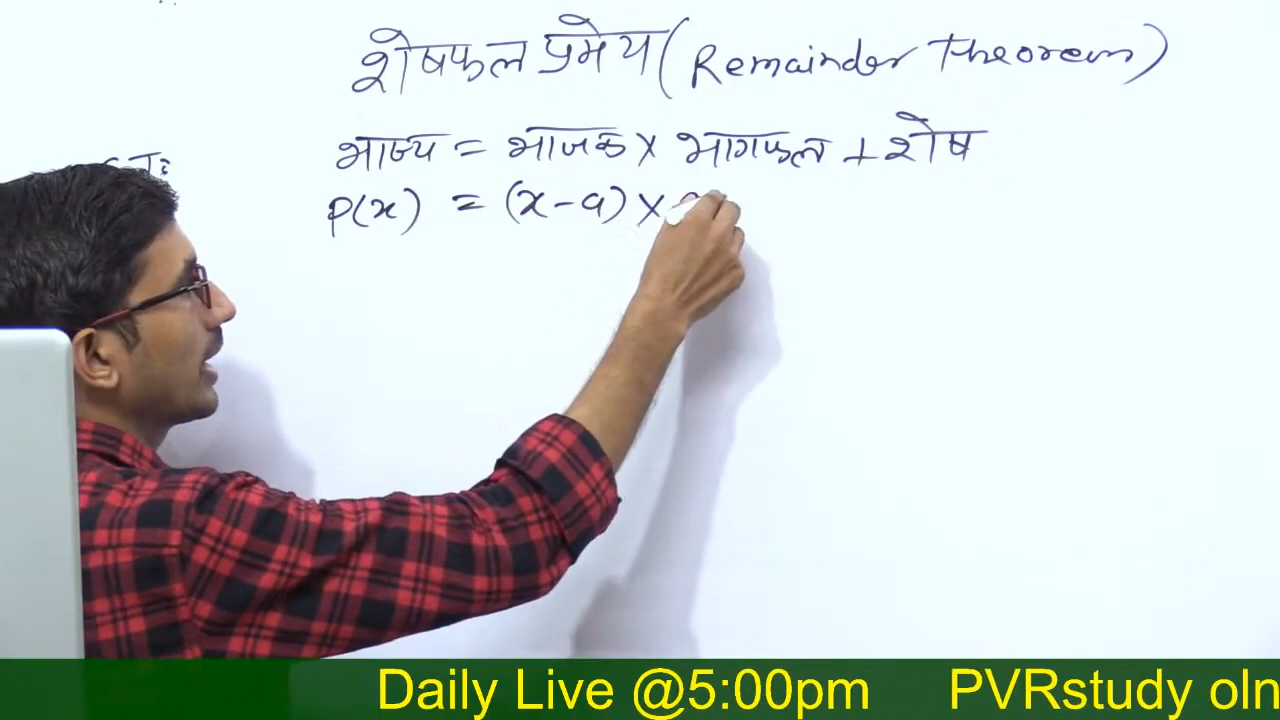 शेषफल प्रमेय (Remainder Theorem)
भाज्य = भाजक × भागफल + शेष
P(x) = (x-a) ×
Daily Live @5:00pm PVRstudy oln